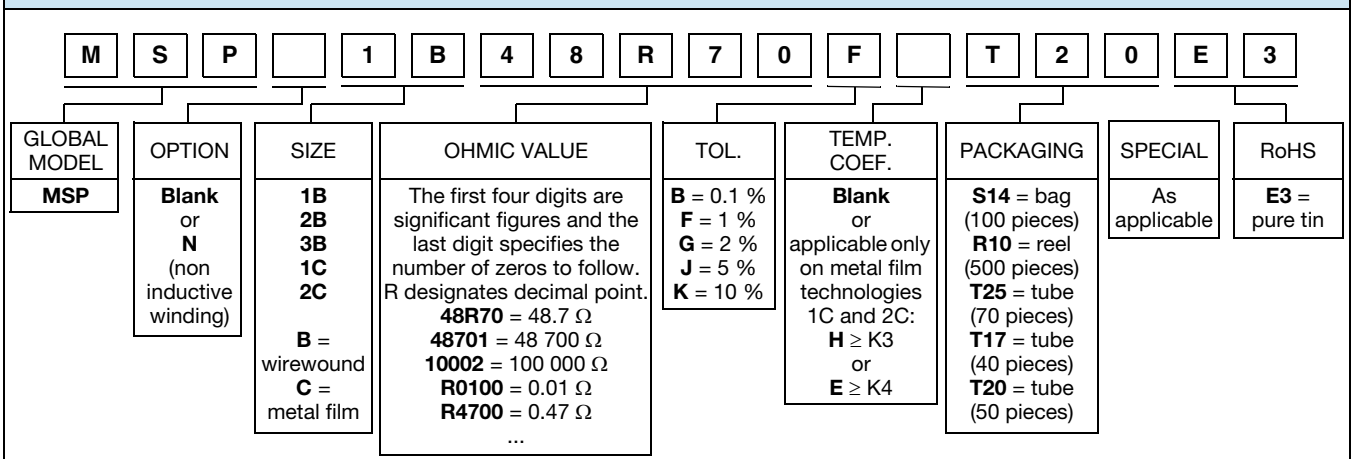 M S P 1 B 4 8 R 7 0 F T 2 0 E 3
GLOBAL
MODEL
MSP
OPTION
Blank
or
N
(non
inductive
winding)
SIZE
1B
2B
3B
1C
2C
B =
wirewound
C =
metal film
OHMIC VALUE
The first four digits are
significant figures and the
last digit specifies the
number of zeros to follow.
R designates decimal point.
48R70 = 48.7 Ω
48701 = 48 700 Ω
10002 = 100 000 Ω
R0100 = 0.01 Ω
R4700 = 0.47 Ω
...
TOL.
B = 0.1 %
F = 1 %
G = 2 %
J = 5 %
K = 10 %
TEMP.
COEF.
Blank
or
applicable only
on metal film
technologies
1C and 2C:
H ≥ K3
or
E ≥ K4
PACKAGING
S14 = bag
(100 pieces)
R10 = reel
(500 pieces)
T25 = tube
(70 pieces)
T17 = tube
(40 pieces)
T20 = tube
(50 pieces)
SPECIAL
As
applicable
RoHS
E3 =
pure tin